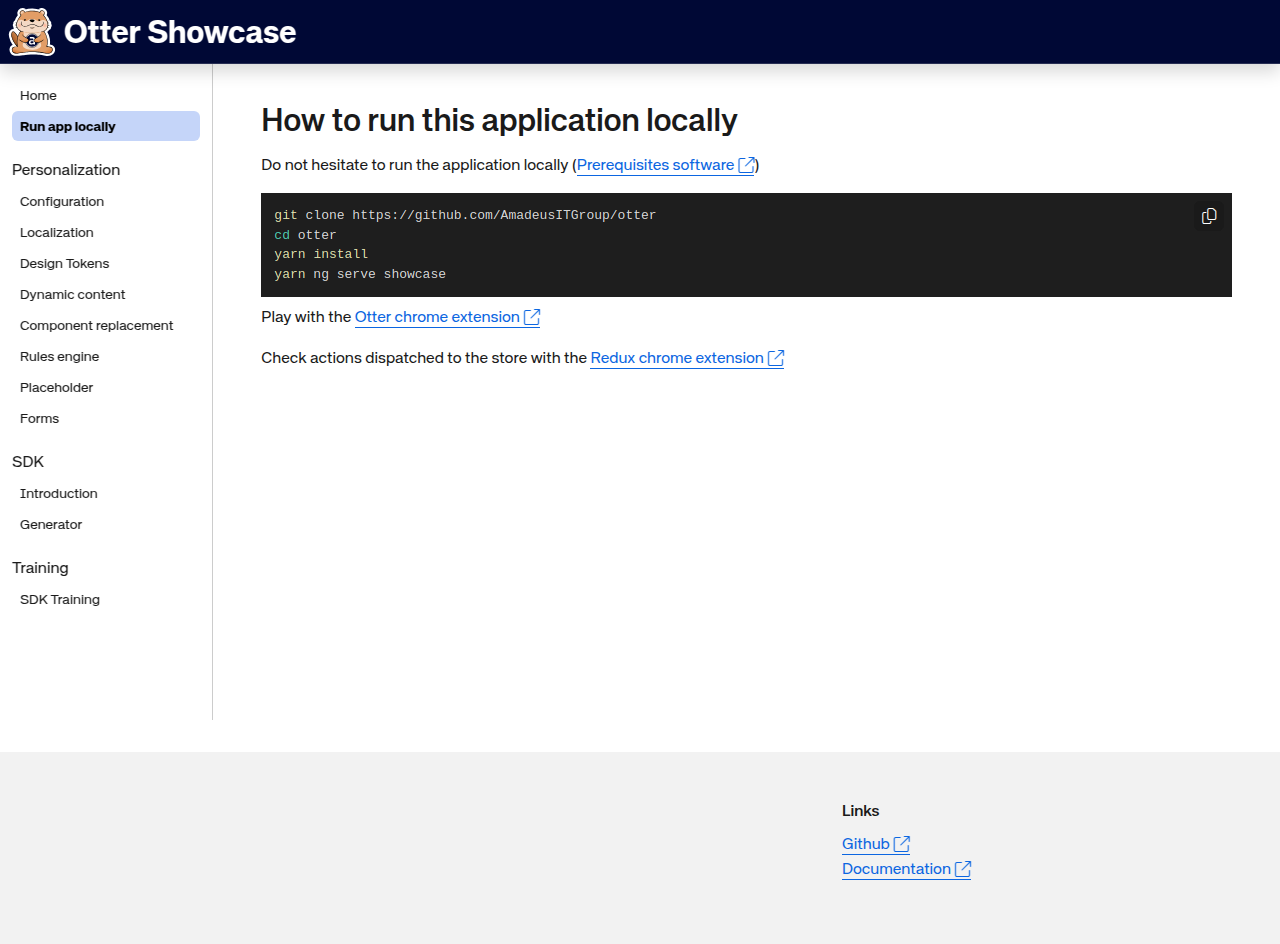 Otter Showcase
Home
Run app locally
Personalization
Configuration
Localization
Design Tokens
Dynamic content
Component replacement
Rules engine
Placeholder
Forms
SDK
Introduction
Generator
Training
SDK Training
How to run this application locally
Do not hesitate to run the application locally (Prerequisites software)
git clone https://github.com/AmadeusITGroup/otter
cd otter
yarn install
yarn ng serve showcase
Play with the Otter chrome extension
Check actions dispatched to the store with the Redux chrome extension
Links
Github
Documentation